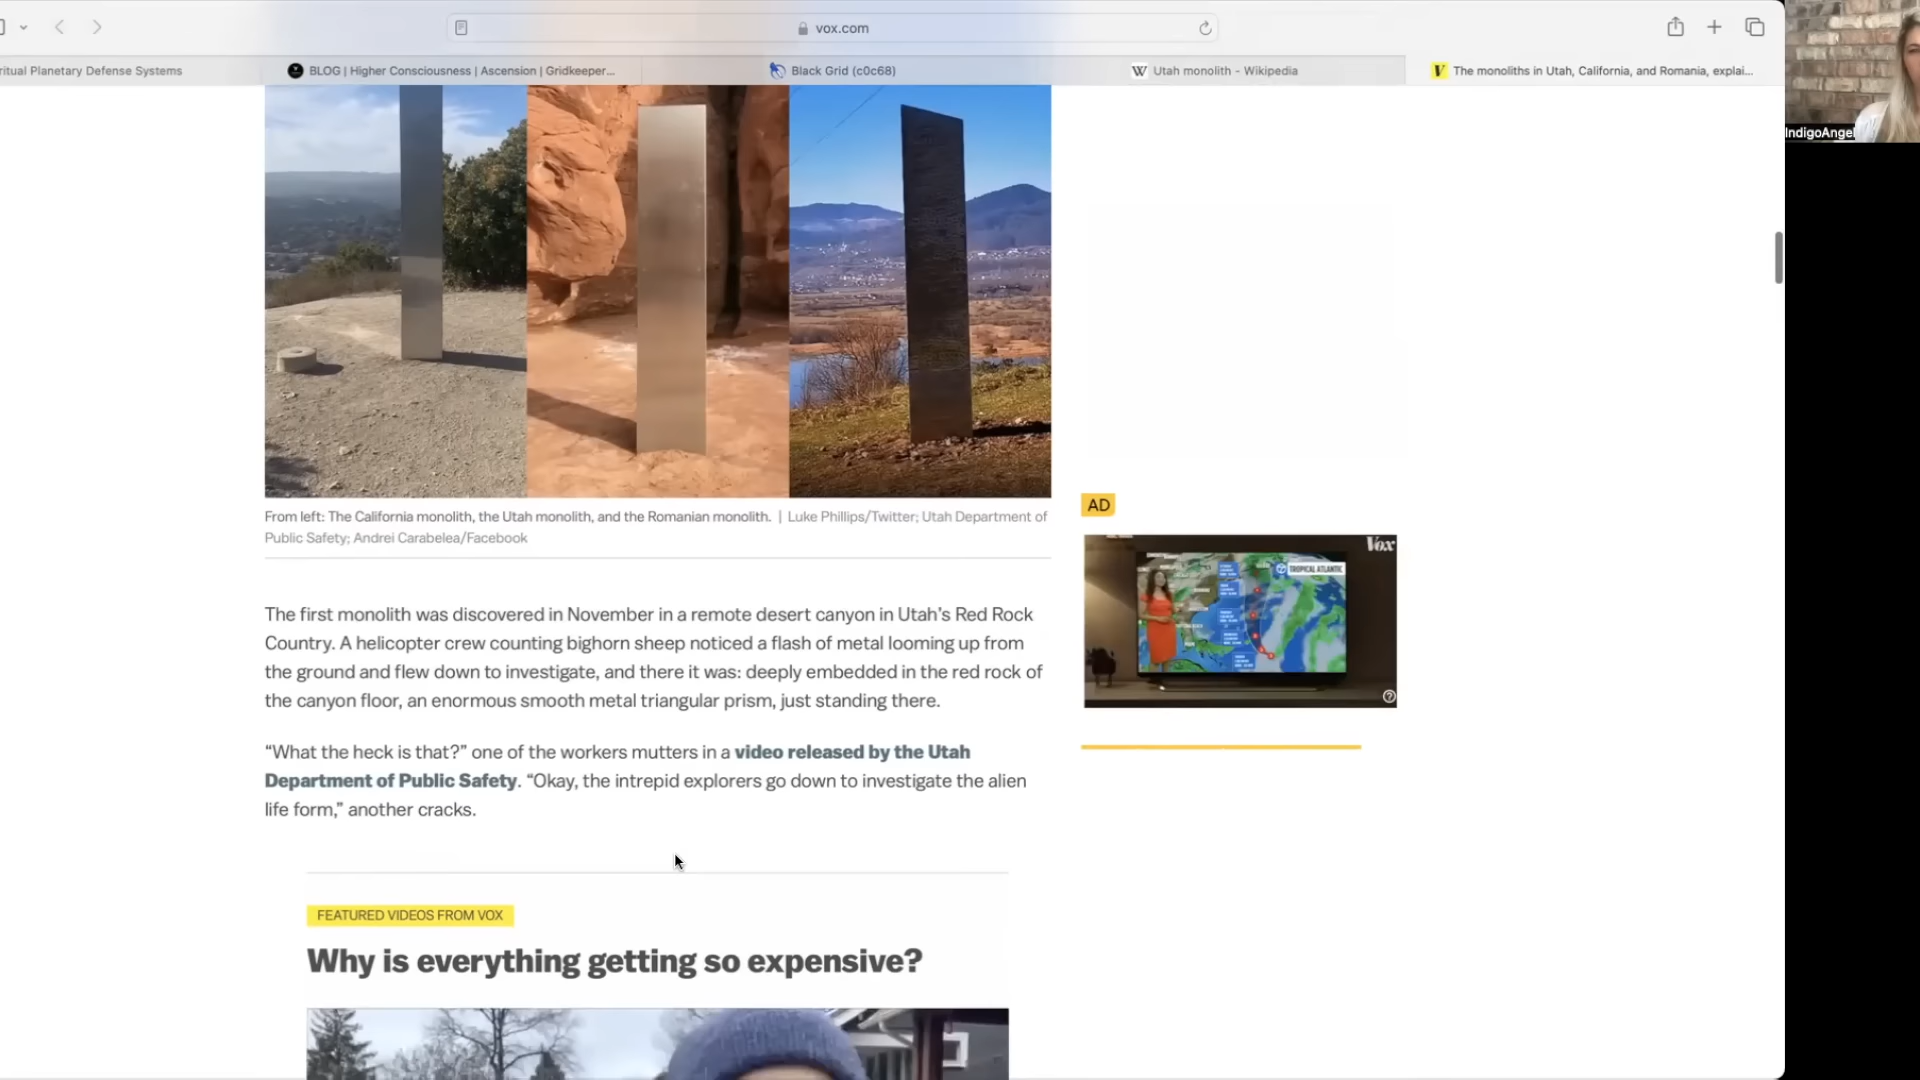 vox.com
ritual Planetary Defense Systems
BLOG | Higher Consciousness | Ascension | Gridkeeper...
Black Grid (c0c68)
W Utah monolith - Wikipedia
V The monoliths in Utah, California, and Romania, explai...
IndigoAngel
From left: The California monolith, the Utah monolith, and the Romanian monolith. | Luke Phillips/Twitter; Utah Department of
Public Safety; Andrei Carabelea/Facebook
AD
Vox
TROPICAL ATLANTIC
The first monolith was discovered in November in a remote desert canyon in Utah’s Red Rock
Country. A helicopter crew counting bighorn sheep noticed a flash of metal looming up from
the ground and flew down to investigate, and there it was: deeply embedded in the red rock of
the canyon floor, an enormous smooth metal triangular prism, just standing there.
“What the heck is that?” one of the workers mutters in a video released by the Utah
Department of Public Safety. “Okay, the intrepid explorers go down to investigate the alien
life form,” another cracks.
FEATURED VIDEOS FROM VOX
Why is everything getting so expensive?